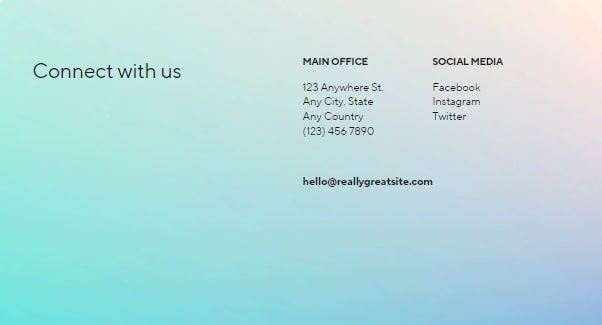 Connect with us
MAIN OFFICE
123 Anywhere St.
Any City, State
Any Country
(123) 456 7890
hello@reallygreatsite.com
SOCIAL MEDIA
Facebook
Instagram
Twitter